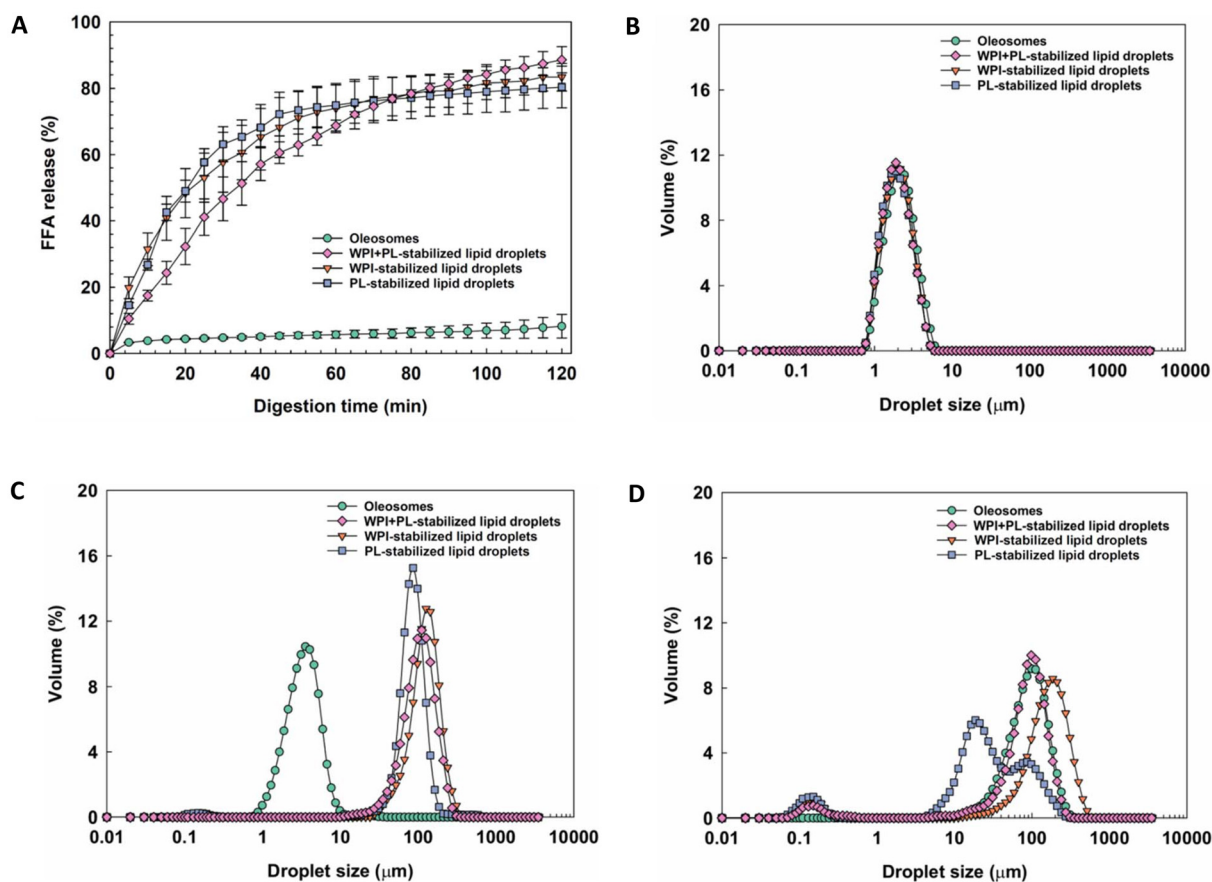 A
100
80
60
40
20
0
FFA release (%)
Oleosomes
WPI+PL-stabilized lipid droplets
WPI-stabilized lipid droplets
PL-stabilized lipid droplets
0 20 40 60 80 100 120
Digestion time (min)
B
20
16
12
8
4
0
Volume (%)
Oleosomes
WPI+PL-stabilized lipid droplets
WPI-stabilized lipid droplets
PL-stabilized lipid droplets
0.01 0.1 1 10 100 1000 10000
Droplet size (μm)
C
20
16
12
8
4
0
Volume (%)
Oleosomes
WPI+PL-stabilized lipid droplets
WPI-stabilized lipid droplets
PL-stabilized lipid droplets
0.01 0.1 1 10 100 1000 10000
Droplet size (μm)
D
20
16
12
8
4
0
Volume (%)
Oleosomes
WPI+PL-stabilized lipid droplets
WPI-stabilized lipid droplets
PL-stabilized lipid droplets
0.01 0.1 1 10 100 1000 10000
Droplet size (μm)